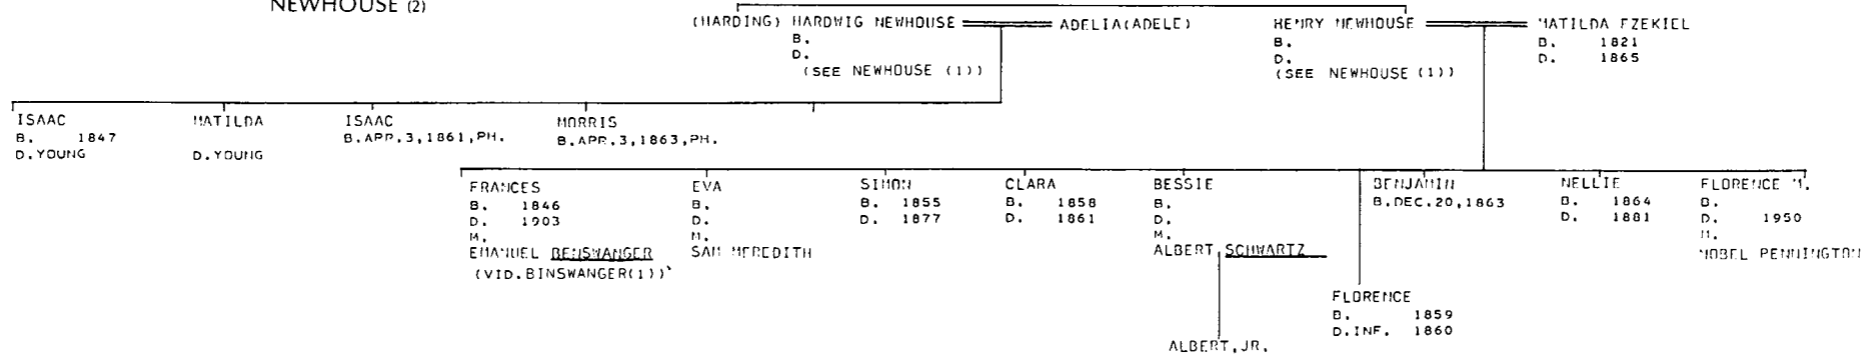 NEWHOUSE (2)
(HARDING) HARDWIG NEWHOUSE
B.
D.
(SEE NEWHOUSE (1))
ADELIA(ADELE)
HENRY NEWHOUSE
B.
D.
(SEE NEWHOUSE (1))
MATILDA EZEKIEL
B. 1821
D. 1865
ISAAC
B. 1847
D.YOUNG
MATILDA
D.YOUNG
ISAAC
B.APR.3,1861,PH.
MORRIS
B.APR.3,1863,PH.
FRANCES
B. 1846
D. 1903
M.
EMANUEL BENSWANGER
(VID.BINSWANGER(1))
EVA
B.
D.
M.
SAM MEREDITH
SIMON
B. 1855
D. 1877
CLARA
B. 1858
D. 1861
BESSIE
B.
D.
M.
ALBERT SCHWARTZ
ALBERT,JR.
FLORENCE
B. 1859
D.INF. 1860
BENJAMIN
B.DEC.20,1863
NELLIE
B. 1864
D. 1881
FLORENCE M.
B.
D. 1950
M.
NOBEL PENNINGTON